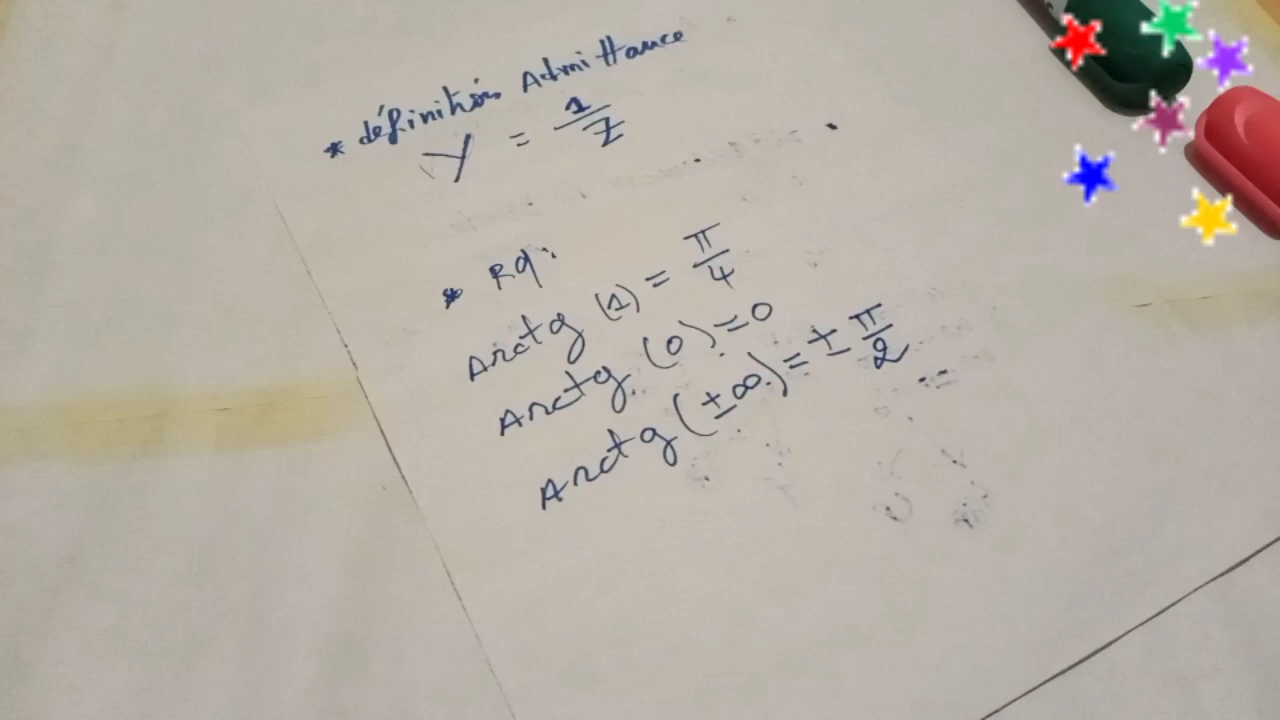 * définition Admittance
Y = 1/Z
* Rq:
Arctg (1) = π/4
Arctg (0) = 0
Arctg (±∞) = ± π/2